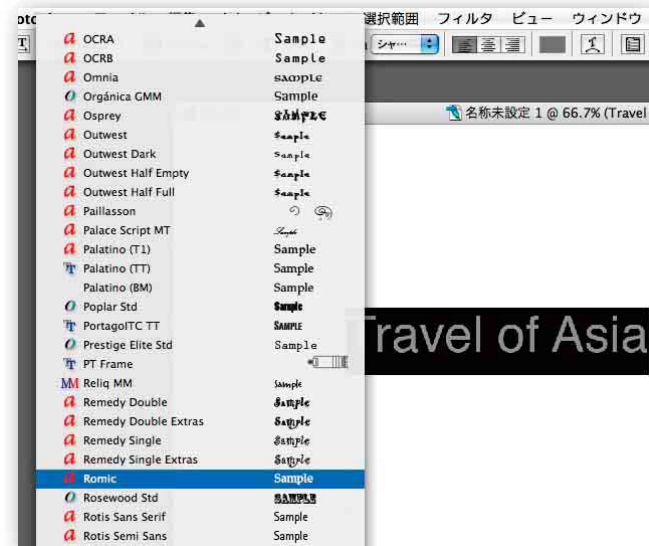 選択範囲 フィルタ ビュー ウィンドウ
シャ…
名称未設定 1 @ 66.7% (Travel
OCRA Sample
OCRB Sample
Omnia Sample
Orgánica GMM Sample
Osprey Sample
Outwest Sample
Outwest Dark Sample
Outwest Half Empty Sample
Outwest Half Full Sample
Paillasson
Palace Script MT Sample
Palatino (T1) Sample
Palatino (TT) Sample
Palatino (BM) Sample
Poplar Std Sample
PortagoITC TT Sample
Prestige Elite Std Sample
PT Frame
Reliq MM Sample
Remedy Double Sample
Remedy Double Extras Sample
Remedy Single Sample
Remedy Single Extras Sample
Romic Sample
Rosewood Std SAMPLE
Rotis Sans Serif Sample
Rotis Semi Sans Sample
Travel of Asia